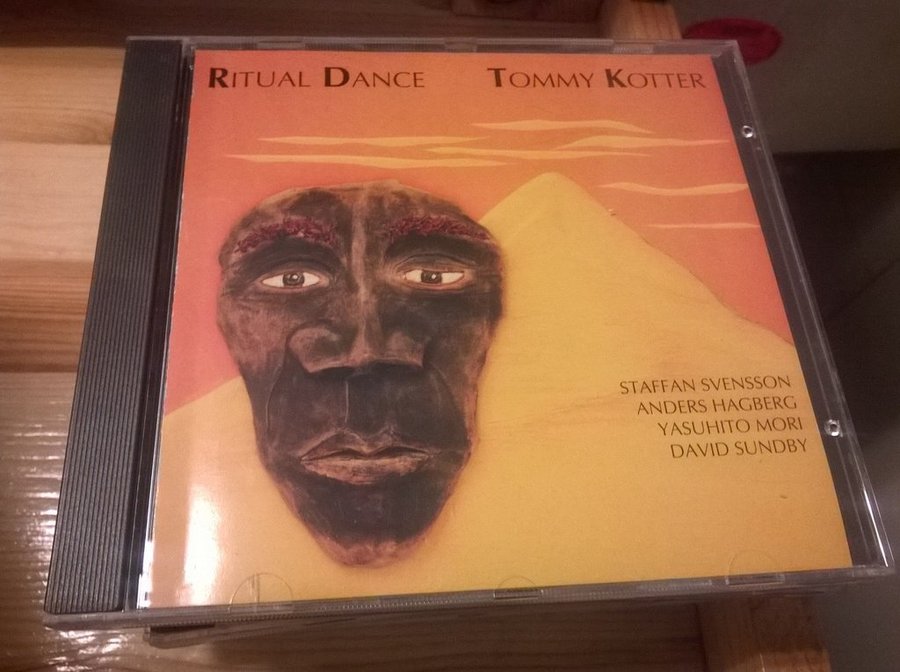 RITUAL DANCE TOMMY KOTTER
STAFFAN SVENSSON
ANDERS HAGBERG
YASUHITO MORI
DAVID SUNDBY